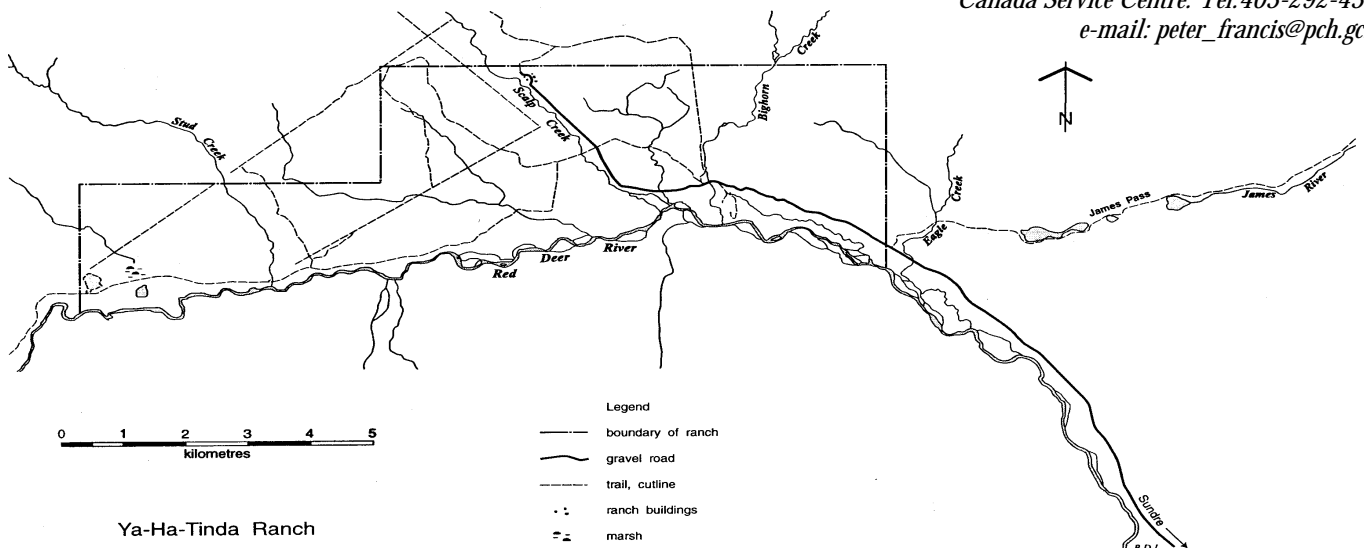 Canada Service Centre. Tel.403-292-45
e-mail: peter_francis@pch.gc
Creek
Bighorn
Scalp
Creek
N
Stud
Creek
Creek
Eagle
James Pass
James
River
Red
Deer
River
Legend
boundary of ranch
gravel road
trail, cutline
ranch buildings
marsh
0 1 2 3 4 5
kilometres
Ya-Ha-Tinda Ranch
Sundre